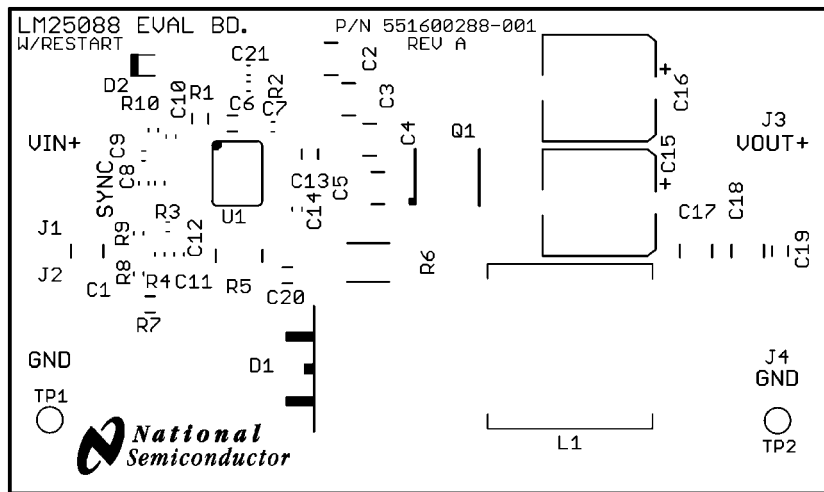 LM25088 EVAL BD.
W/RESTART
P/N 551600288-001
REV A
C21
C2
D2
R2
C16
C3
R10
C10
R1
C6
C7
J3
VIN+
C9
C4
Q1
C15
VOUT+
C8
C13
C5
SYNC
U1
C14
C18
R3
J1
R9
C12
C17
C19
R6
J2
R8
R4
C11
R5
C1
C20
R7
GND
D1
J4
GND
TP1
National
Semiconductor
L1
TP2
+
+